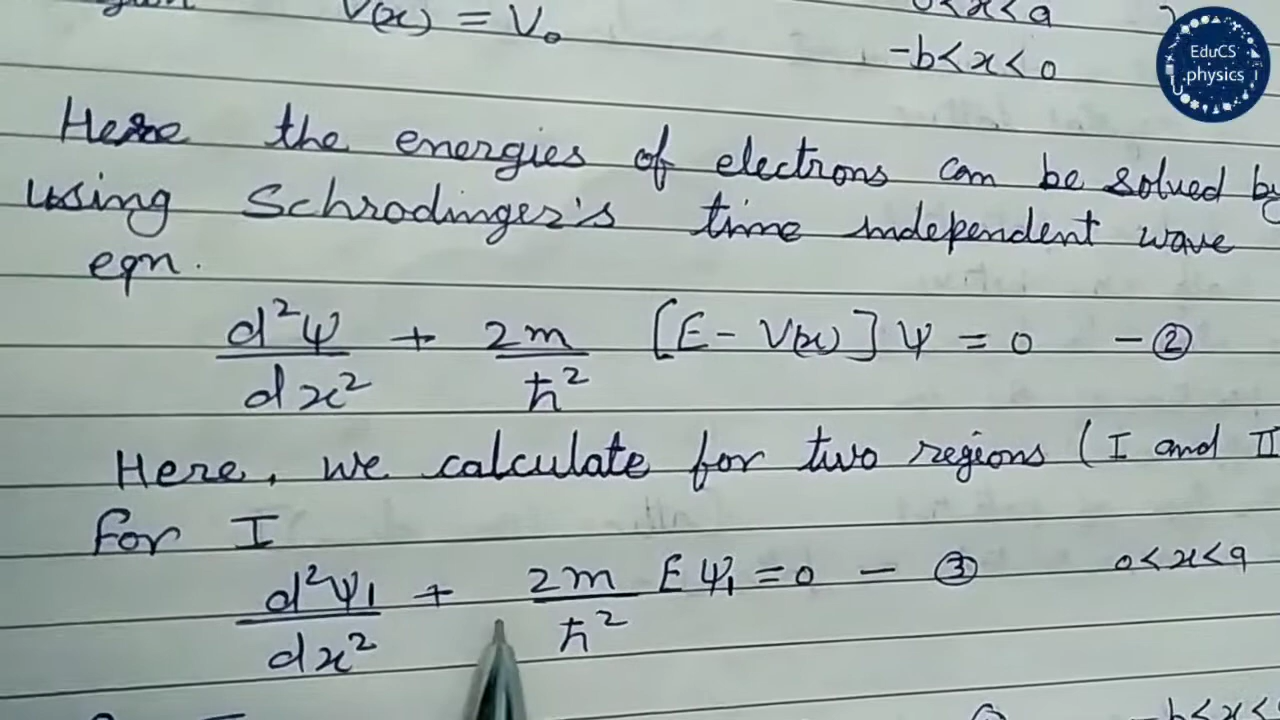 V(x) = V₀
0<x<a
-b<x<0
EduCS
.physics
Here the energies of electrons can be solved by
using Schrodinger's time independent wave
eqn.
d²ψ/dx² + 2m/ħ² [E - V(x)] ψ = 0 - ②
Here, we calculate for two regions (I and II
For I
d²ψ₁/dx² + 2m/ħ² Eψ₁ = 0 - ③ 0<x<a
-b<x<